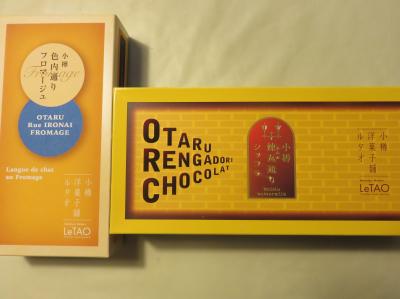 小樽
色内通り
フロマージュ
Fromage
OTARU
Rue IRONAI
FROMAGE
Langue de chat
au Fromage
小樽
洋菓子舗
ルタオ
LeTAO
OTARU
RENGADORI
CHOCOLAT
小樽
煉瓦通り
ショコラ
小樽
洋菓子舗
ルタオ
LeTAO